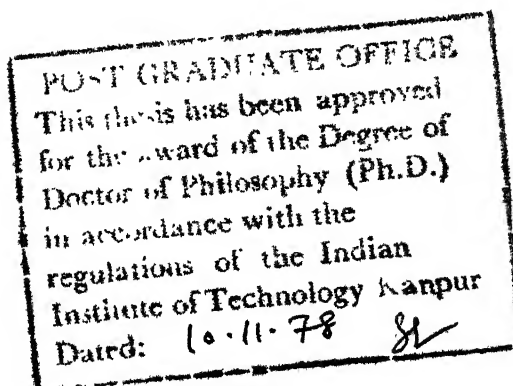 POST GRADUATE OFFICE
This thesis has been approved
for the award of the Degree of
Doctor of Philosophy (Ph.D.)
in accordance with the
regulations of the Indian
Institute of Technology Kanpur
Dated: 10.11.78